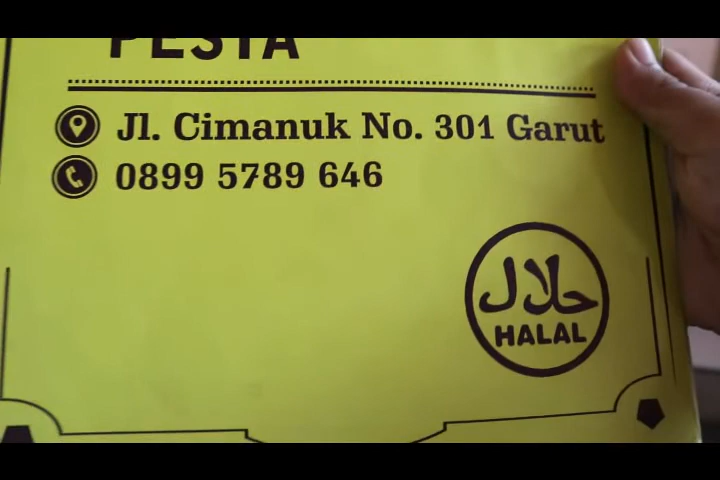 PESTA
Jl. Cimanuk No. 301 Garut
0899 5789 646
حلال
HALAL